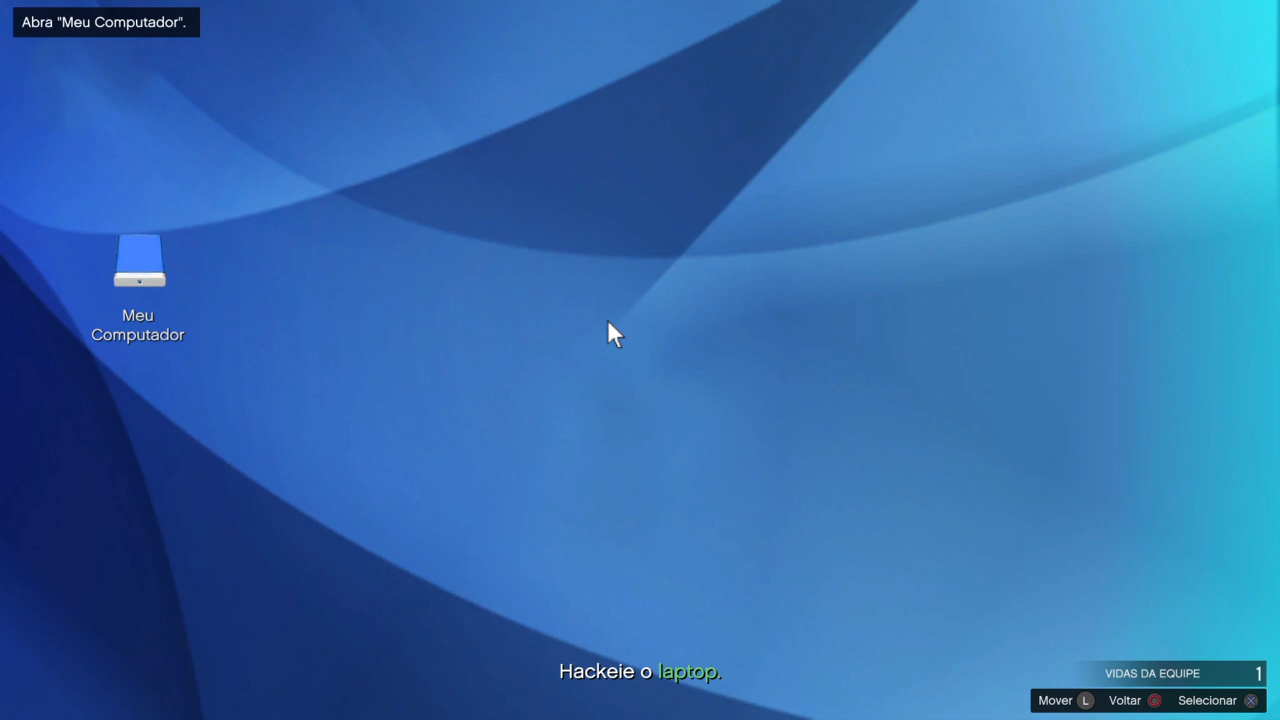 Abra "Meu Computador".
Meu
Computador
Hackeie o laptop.
VIDAS DA EQUIPE 1
Mover L Voltar Selecionar